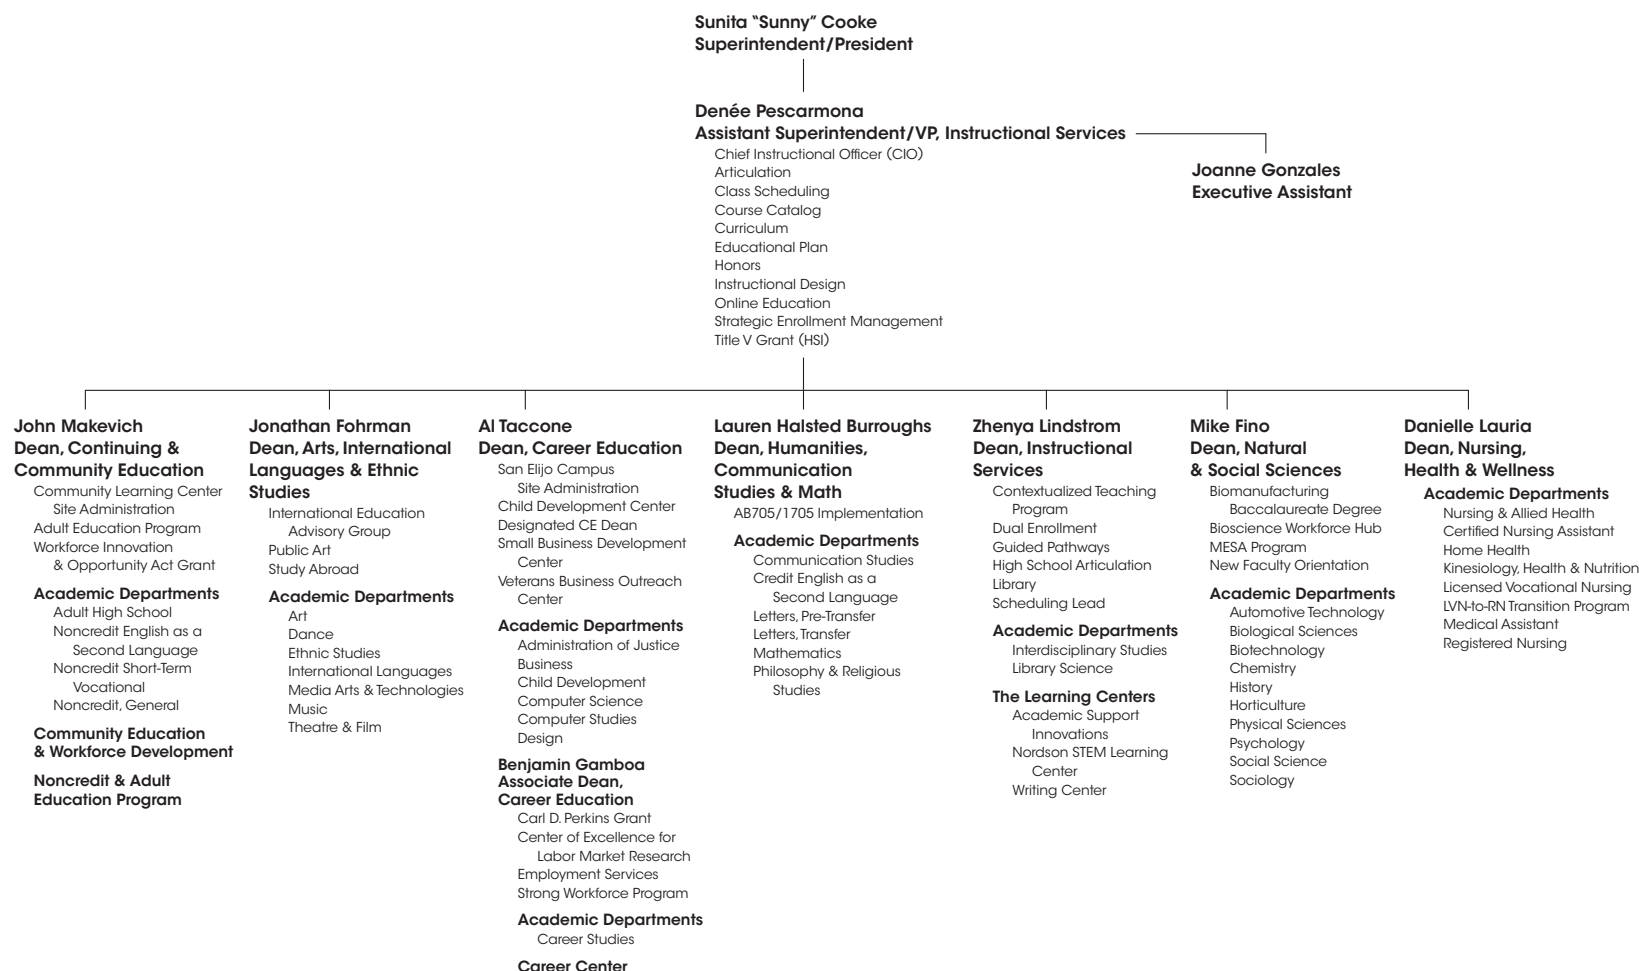 Sunita “Sunny” Cooke
Superintendent/President
Denée Pescarmona
Assistant Superintendent/VP, Instructional Services
Chief Instructional Officer (CIO)
Articulation
Class Scheduling
Course Catalog
Curriculum
Educational Plan
Honors
Instructional Design
Online Education
Strategic Enrollment Management
Title V Grant (HSI)
Joanne Gonzales
Executive Assistant
John Makevich
Dean, Continuing &
Community Education
Community Learning Center
Site Administration
Adult Education Program
Workforce Innovation
& Opportunity Act Grant
Academic Departments
Adult High School
Noncredit English as a
Second Language
Noncredit Short-Term
Vocational
Noncredit, General
Community Education
& Workforce Development
Noncredit & Adult
Education Program
Jonathan Fohrman
Dean, Arts, International
Languages & Ethnic
Studies
International Education
Advisory Group
Public Art
Study Abroad
Academic Departments
Art
Dance
Ethnic Studies
International Languages
Media Arts & Technologies
Music
Theatre & Film
Al Taccone
Dean, Career Education
San Elijo Campus
Site Administration
Child Development Center
Designated CE Dean
Small Business Development
Center
Veterans Business Outreach
Center
Academic Departments
Administration of Justice
Business
Child Development
Computer Science
Computer Studies
Design
Benjamin Gamboa
Associate Dean,
Career Education
Carl D. Perkins Grant
Center of Excellence for
Labor Market Research
Employment Services
Strong Workforce Program
Academic Departments
Career Studies
Career Center
Lauren Halsted Burroughs
Dean, Humanities,
Communication
Studies & Math
AB705/1705 Implementation
Academic Departments
Communication Studies
Credit English as a
Second Language
Letters, Pre-Transfer
Letters, Transfer
Mathematics
Philosophy & Religious
Studies
Zhenya Lindstrom
Dean, Instructional
Services
Contextualized Teaching
Program
Dual Enrollment
Guided Pathways
High School Articulation
Library
Scheduling Lead
Academic Departments
Interdisciplinary Studies
Library Science
The Learning Centers
Academic Support
Innovations
Nordson STEM Learning
Center
Writing Center
Mike Fino
Dean, Natural
& Social Sciences
Biomanufacturing
Baccalaureate Degree
Bioscience Workforce Hub
MESA Program
New Faculty Orientation
Academic Departments
Automotive Technology
Biological Sciences
Biotechnology
Chemistry
History
Horticulture
Physical Sciences
Psychology
Social Science
Sociology
Danielle Lauria
Dean, Nursing,
Health & Wellness
Academic Departments
Nursing & Allied Health
Certified Nursing Assistant
Home Health
Kinesiology, Health & Nutrition
Licensed Vocational Nursing
LVN-to-RN Transition Program
Medical Assistant
Registered Nursing